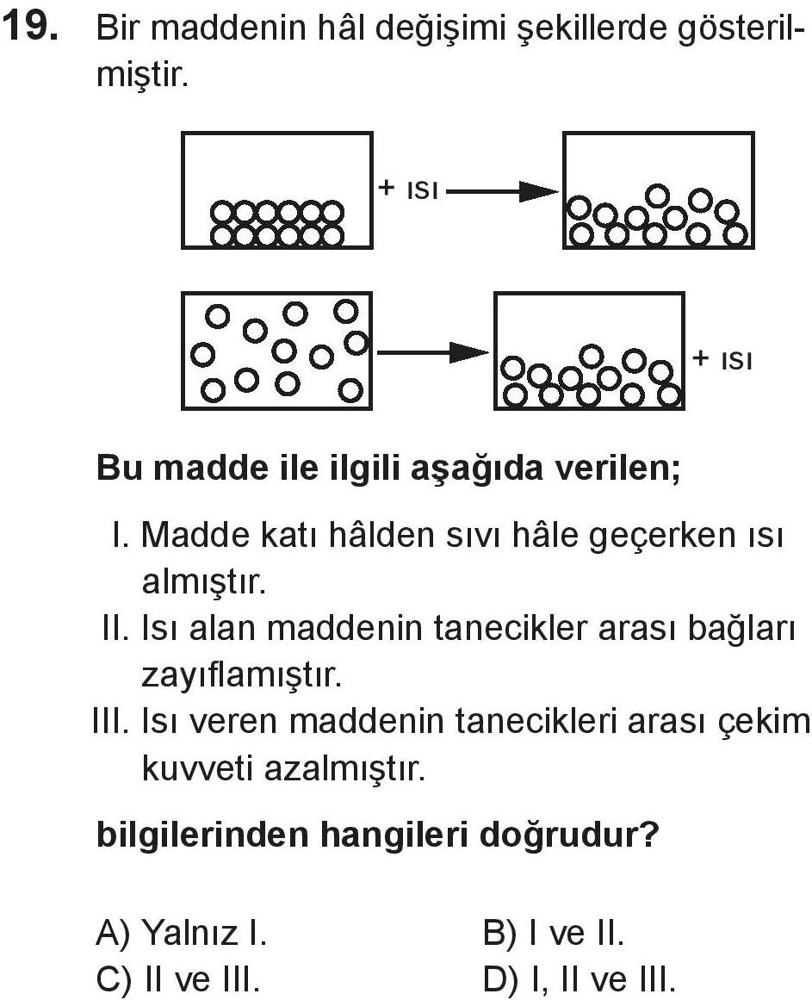 19. Bir maddenin hâl değişimi şekillerde gösteril-
miştir.
+ ısı
+ ısı
Bu madde ile ilgili aşağıda verilen;
I. Madde katı hâlden sıvı hâle geçerken ısı
almıştır.
II. Isı alan maddenin tanecikler arası bağları
zayıflamıştır.
III. Isı veren maddenin tanecikleri arası çekim
kuvveti azalmıştır.
bilgilerinden hangileri doğrudur?
A) Yalnız I. B) I ve II.
C) II ve III. D) I, II ve III.